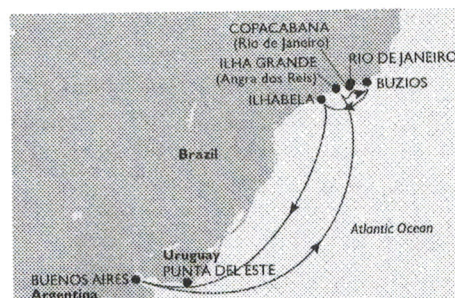 COPACABANA
(Rio de Janeiro)
RIO DE JANEIRO
ILHA GRANDE
(Angra dos Reis)
BUZIOS
ILHABELA
Brazil
Atlantic Ocean
Uruguay
PUNTA DEL ESTE
BUENOS AIRES
Argentina